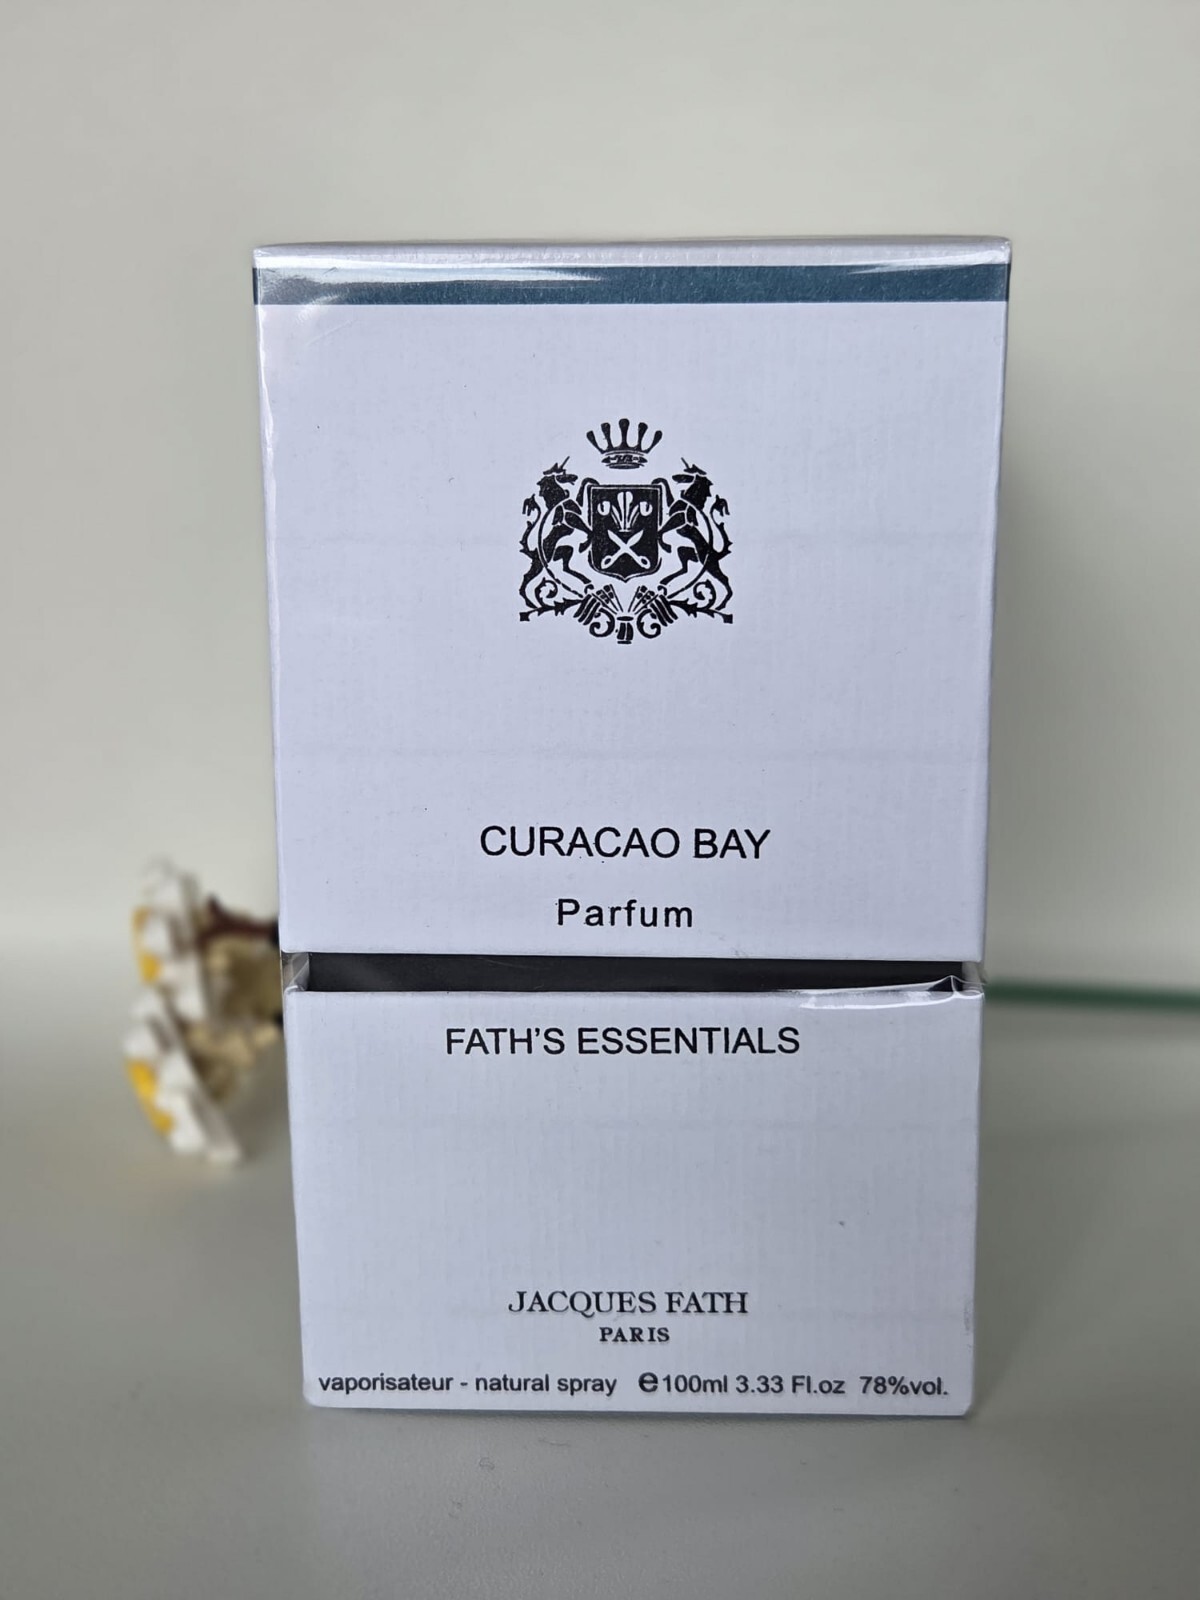 CURACAO BAY
Parfum
FATH'S ESSENTIALS
JACQUES FATH
PARIS
vaporisateur - natural spray ℮100ml 3.33 Fl.oz 78%vol.